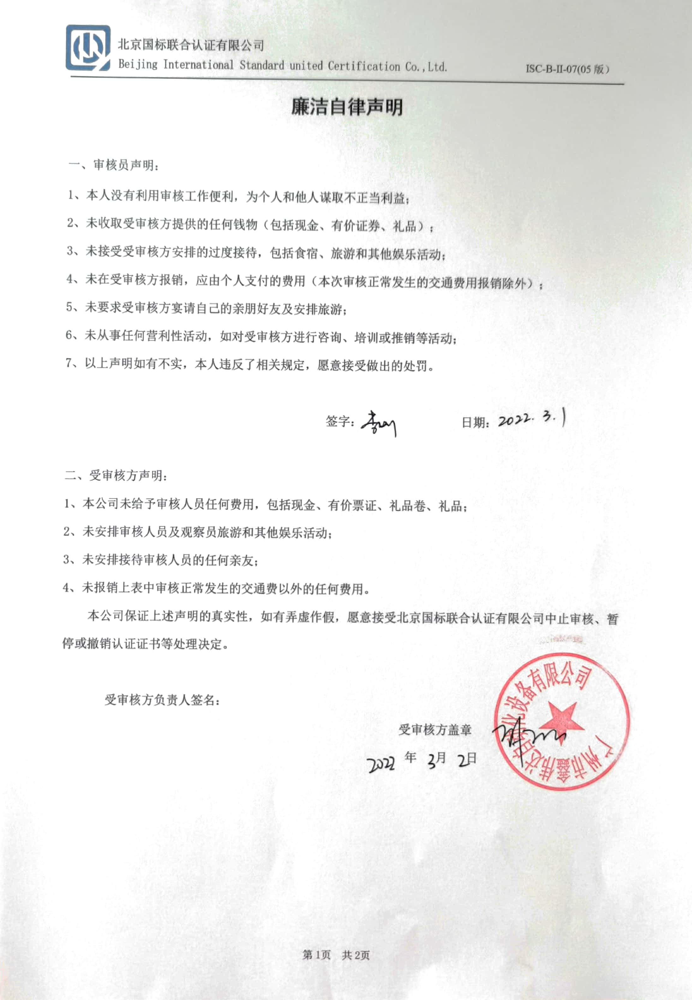 北京国标联合认证有限公司
Beijing International Standard united Certification Co.,Ltd.
ISC-B-II-07(05 版)
廉洁自律声明
一、审核员声明：
1、本人没有利用审核工作便利，为个人和他人谋取不正当利益；
2、未收取受审核方提供的任何钱物（包括现金、有价证券、礼品）；
3、未接受受审核方安排的过度接待，包括食宿、旅游和其他娱乐活动；
4、未在受审核方报销，应由个人支付的费用（本次审核正常发生的交通费用报销除外）；
5、未要求受审核方宴请自己的亲朋好友及安排旅游；
6、未从事任何营利性活动，如对受审核方进行咨询、培训或推销等活动；
7、以上声明如有不实，本人违反了相关规定，愿意接受做出的处罚。
签字： 日期：2022.3.1
二、受审核方声明：
1、本公司未给予审核人员任何费用，包括现金、有价票证、礼品卷、礼品；
2、未安排审核人员及观察员旅游和其他娱乐活动；
3、未安排接待审核人员的任何亲友；
4、未报销上表中审核正常发生的交通费以外的任何费用。
本公司保证上述声明的真实性，如有弄虚作假，愿意接受北京国标联合认证有限公司中止审核、暂
停或撤销认证证书等处理决定。
受审核方负责人签名：
受审核方盖章
2022 年 3月 2日
广州市鑫伟达自动化设备有限公司
第1页 共2页